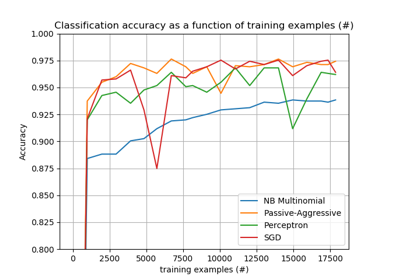 Classification accuracy as a function of training examples (#)
1.000
0.975
0.950
0.925
0.900
0.875
0.850
0.825
0.800
Accuracy
NB Multinomial
Passive-Aggressive
Perceptron
SGD
0 2500 5000 7500 10000 12500 15000 17500
training examples (#)